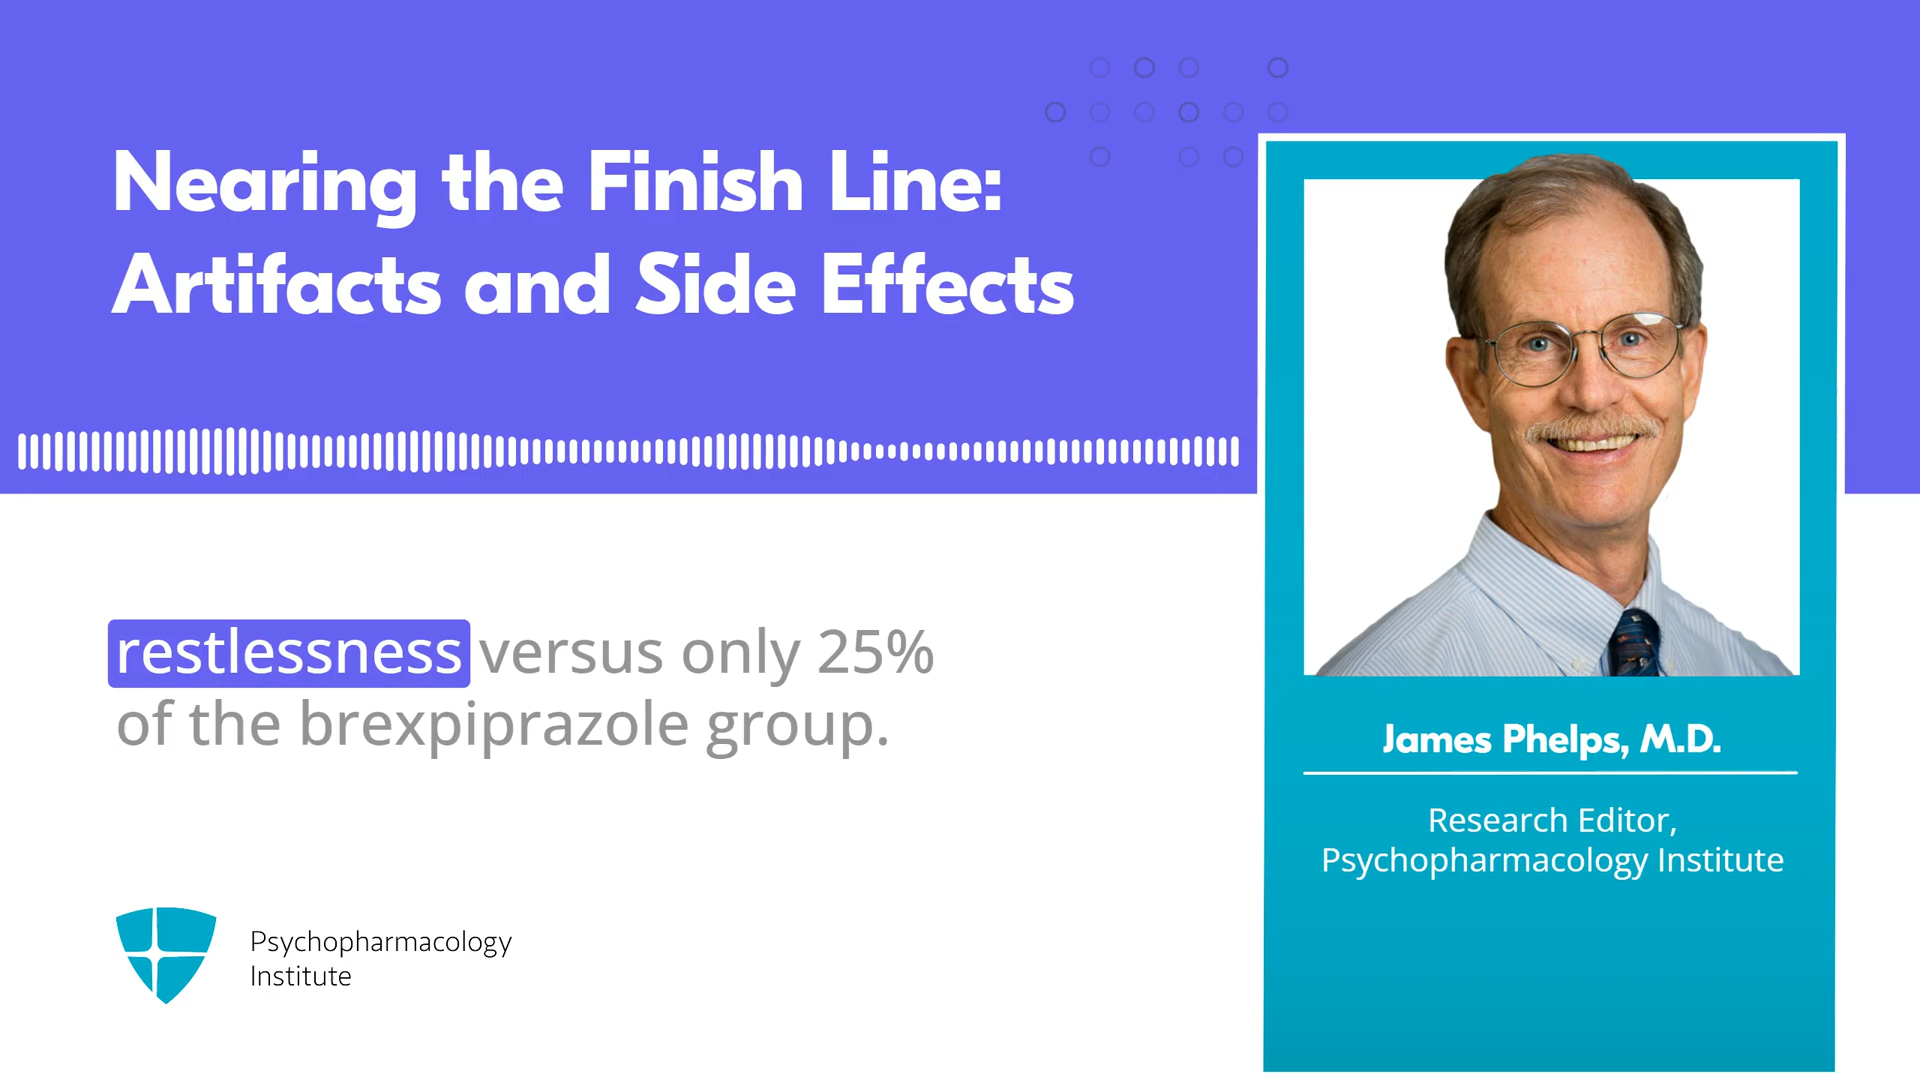 Nearing the Finish Line:
Artifacts and Side Effects
restlessness versus only 25%
of the brexpiprazole group.
Psychopharmacology
Institute
James Phelps, M.D.
Research Editor,
Psychopharmacology Institute